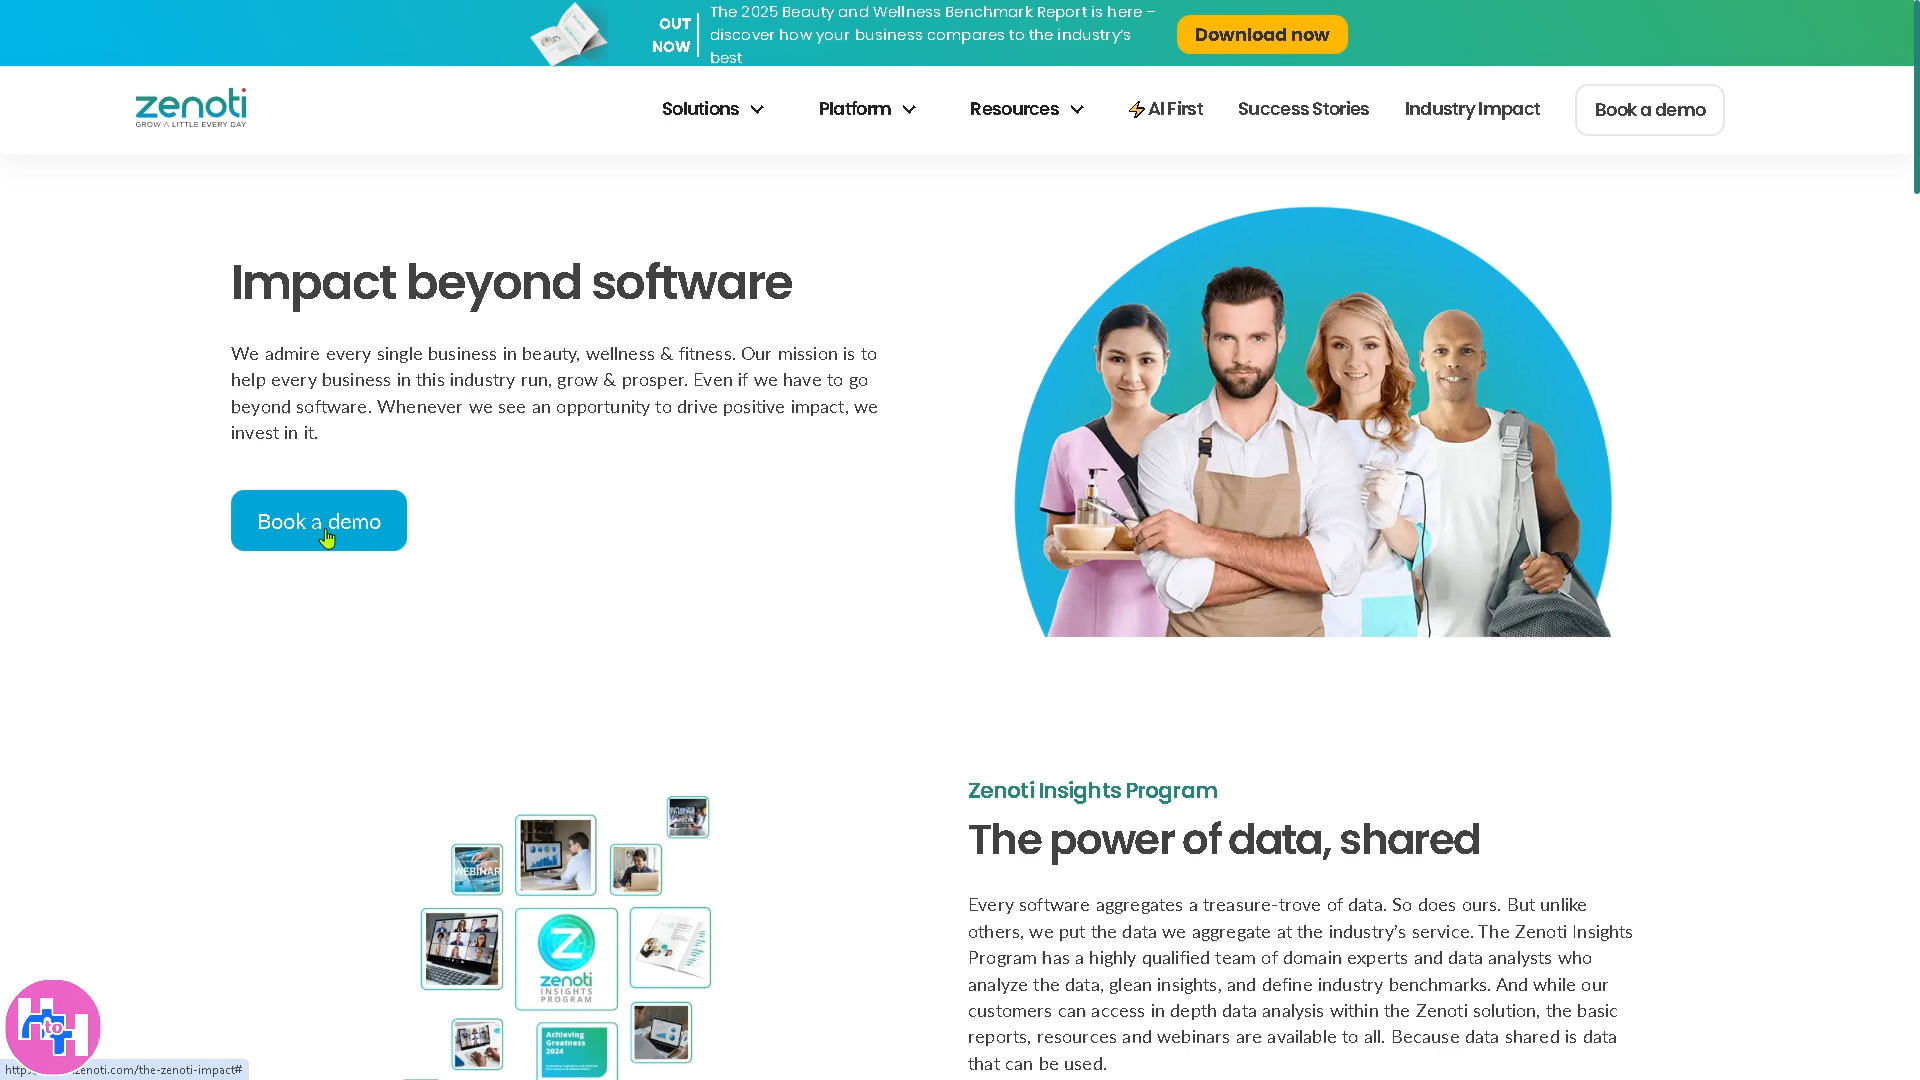 OUT
NOW
The 2025 Beauty and Wellness Benchmark Report is here –
discover how your business compares to the industry's
best
Download now
zenoti
GROW A LITTLE EVERY DAY
Solutions
Platform
Resources
AI First
Success Stories
Industry Impact
Book a demo
Impact beyond software
We admire every single business in beauty, wellness & fitness. Our mission is to
help every business in this industry run, grow & prosper. Even if we have to go
beyond software. Whenever we see an opportunity to drive positive impact, we
invest in it.
Book a demo
Zenoti Insights Program
The power of data, shared
Every software aggregates a treasure-trove of data. So does ours. But unlike
others, we put the data we aggregate at the industry's service. The Zenoti Insights
Program has a highly qualified team of domain experts and data analysts who
analyze the data, glean insights, and define industry benchmarks. And while our
customers can access in depth data analysis within the Zenoti solution, the basic
reports, resources and webinars are available to all. Because data shared is data
that can be used.
WEBINAR
Z
zenoti
INSIGHTS
PROGRAM
Achieving
Greatness
2024
H to H
zenoti.com/the-zenoti-impact#